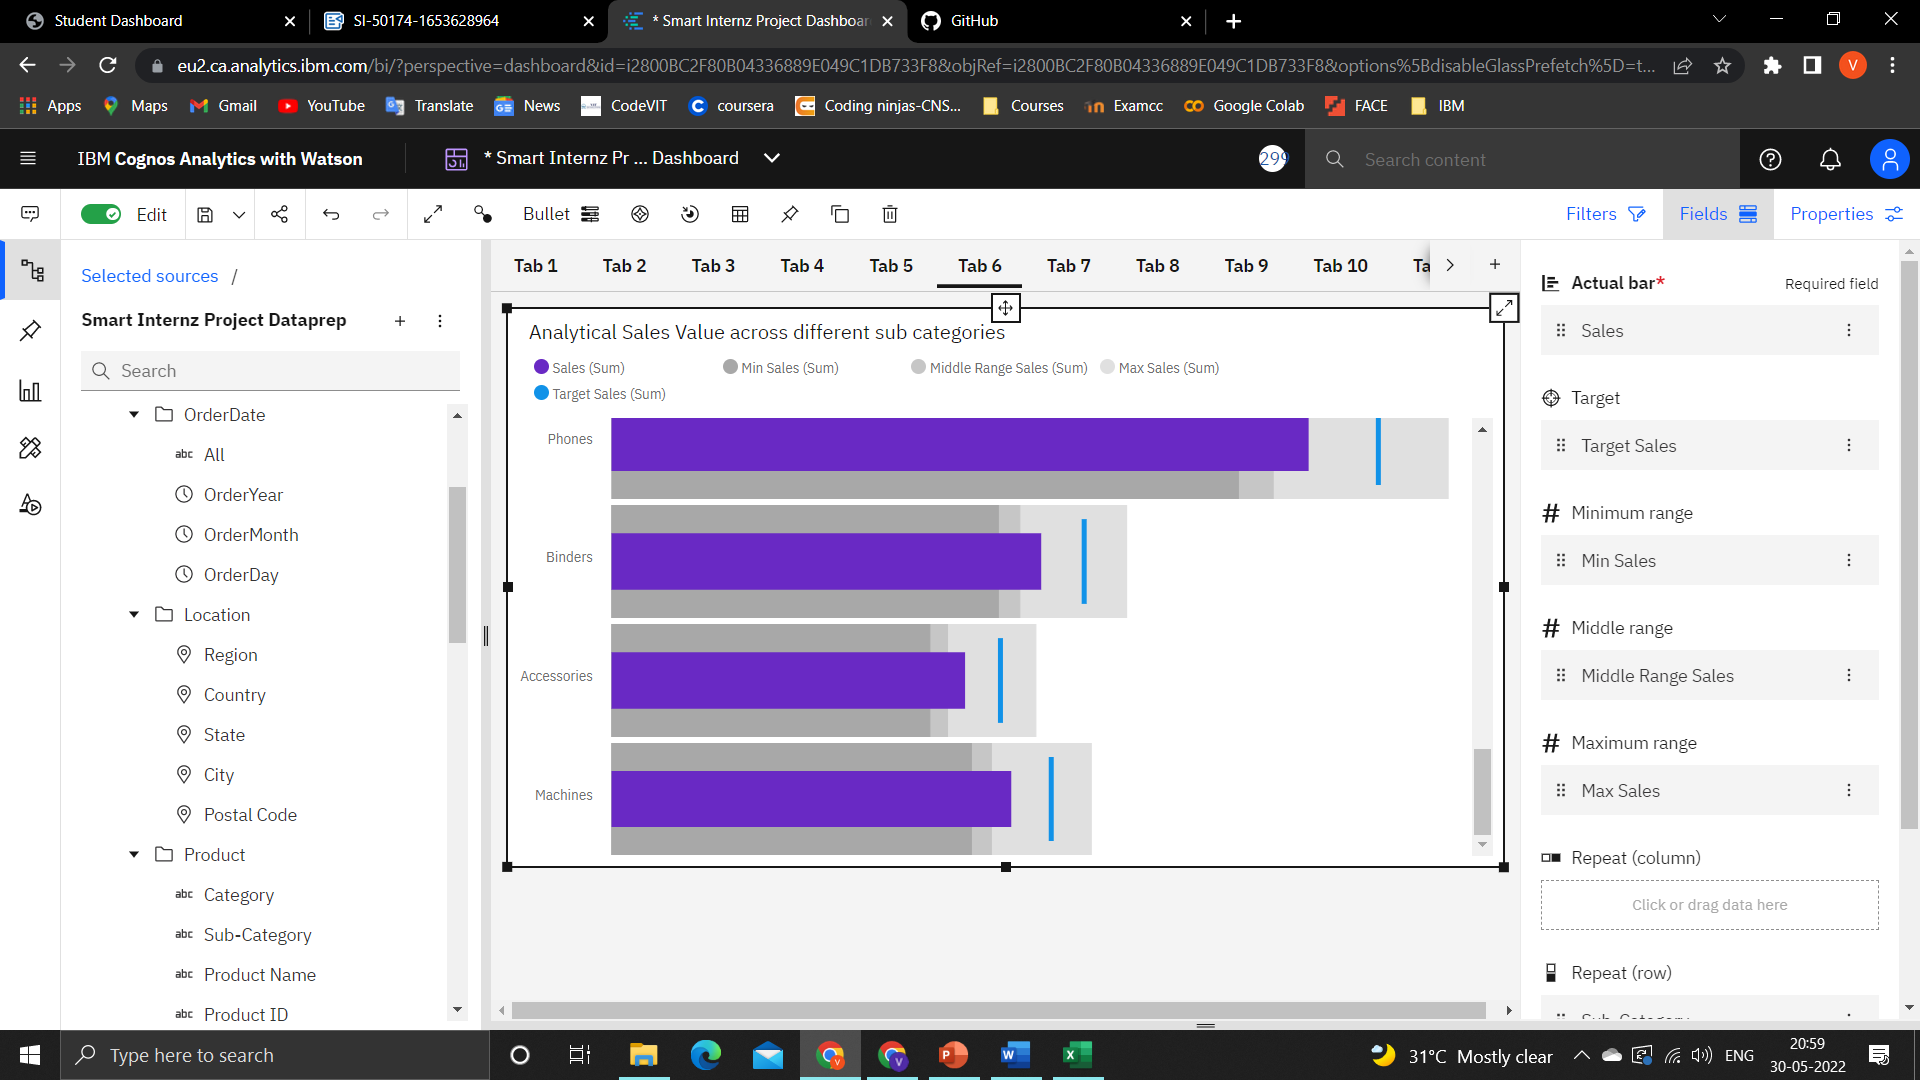 Student Dashboard
SI-50174-1653628964
* Smart Internz Project Dashboar
GitHub
eu2.ca.analytics.ibm.com/bi/?perspective=dashboard&id=i2800BC2F80B04336889E049C1DB733F8&objRef=i2800BC2F80B04336889E049C1DB733F8&options%5BdisableGlassPrefetch%5D=t...
V
Apps
Maps
Gmail
YouTube
Translate
News
CodeVIT
coursera
Coding ninjas-CNS...
Courses
Examcc
Google Colab
FACE
IBM
IBM Cognos Analytics with Watson
* Smart Internz Pr ... Dashboard
299
Search content
Edit
Bullet
Filters
Fields
Properties
Selected sources /
Smart Internz Project Dataprep
Search
OrderDate
abc All
OrderYear
OrderMonth
OrderDay
Location
Region
Country
State
City
Postal Code
Product
abc Category
abc Sub-Category
abc Product Name
abc Product ID
Tab 1
Tab 2
Tab 3
Tab 4
Tab 5
Tab 6
Tab 7
Tab 8
Tab 9
Tab 10
Ta
Analytical Sales Value across different sub categories
Sales (Sum)
Min Sales (Sum)
Middle Range Sales (Sum)
Max Sales (Sum)
Target Sales (Sum)
Phones
Binders
Accessories
Machines
Actual bar*
Required field
Sales
Target
Target Sales
Minimum range
Min Sales
Middle range
Middle Range Sales
Maximum range
Max Sales
Repeat (column)
Click or drag data here
Repeat (row)
Sub-Category
Type here to search
31°C Mostly clear
ENG
20:59
30-05-2022